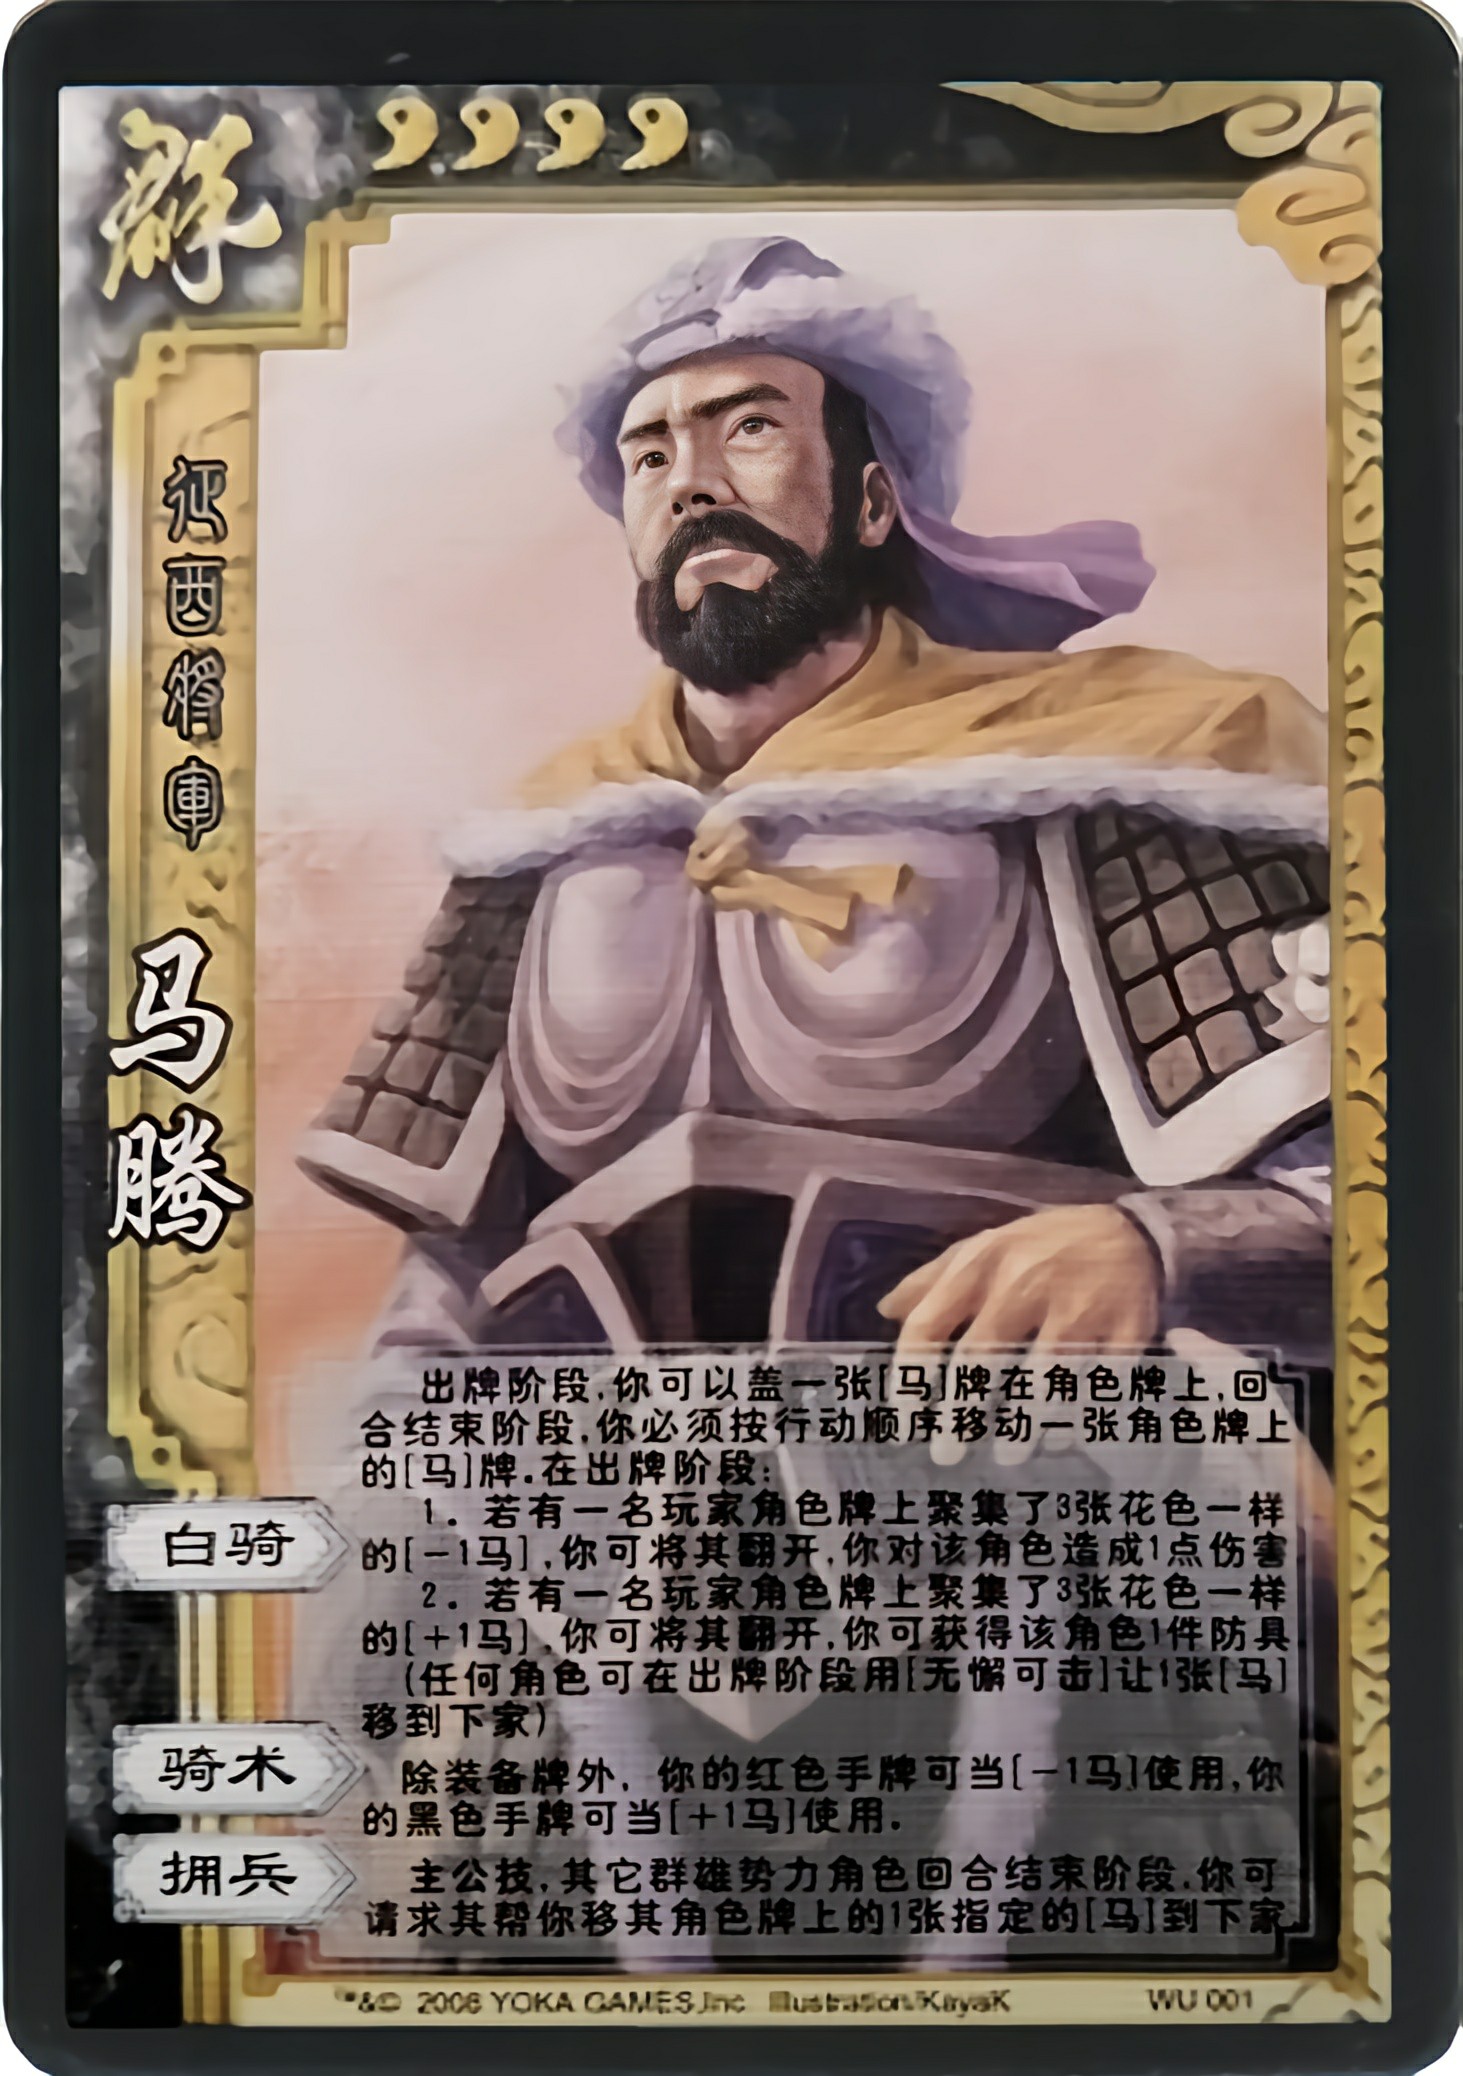 群
征西将軍
马腾
白骑
出牌阶段,你可以盖一张[马]牌在角色牌上,回
合结束阶段,你必须按行动顺序移动一张角色牌上
的[马]牌.在出牌阶段:
1. 若有一名玩家角色牌上聚集了3张花色一样
的[-1马],你可将其翻开,你对该角色造成1点伤害
2. 若有一名玩家角色牌上聚集了3张花色一样
的[+1马],你可将其翻开,你可获得该角色1件防具
(任何角色可在出牌阶段用[无懈可击]让1张[马]
移到下家)
骑术
除装备牌外, 你的红色手牌可当[-1马]使用,你
的黑色手牌可当[+1马]使用.
拥兵
主公技,其它群雄势力角色回合结束阶段,你可
请求其帮你移其角色牌上的1张指定的[马]到下家
™&© 2008 YOKA GAMES,Inc Illustration/KayaK
WU 001